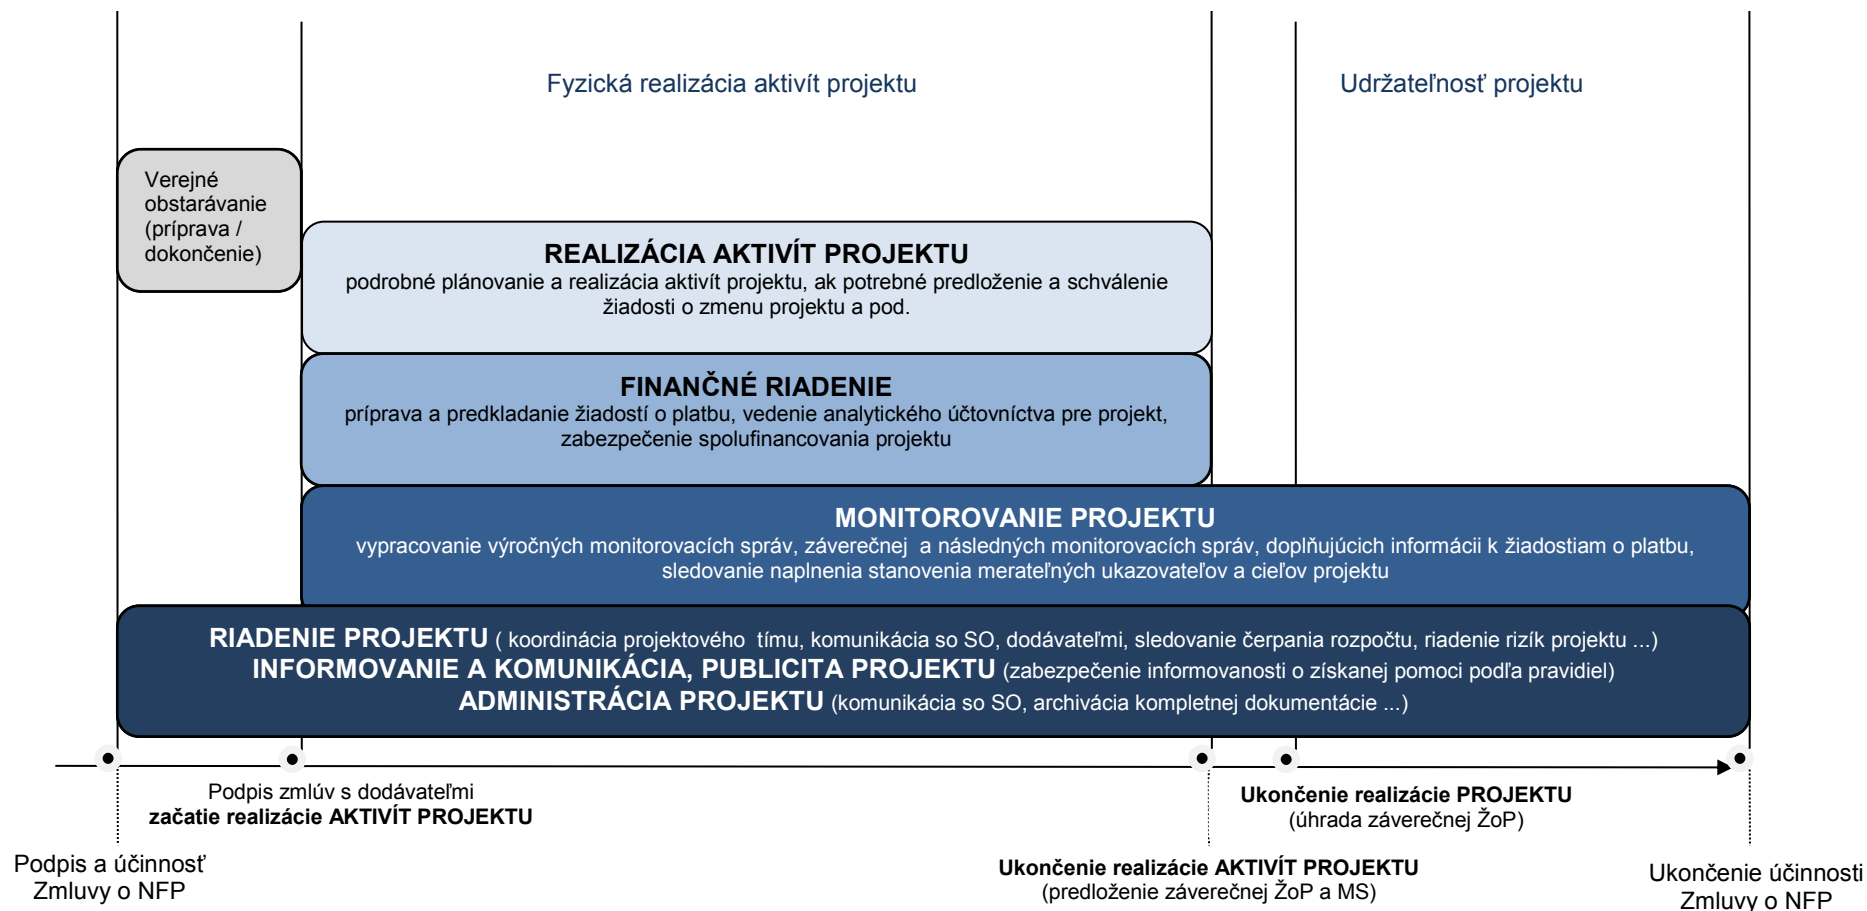 Fyzická realizácia aktivít projektu
Udržateľnosť projektu
Verejné
obstarávanie
(príprava /
dokončenie)
REALIZÁCIA AKTIVÍT PROJEKTU
podrobné plánovanie a realizácia aktivít projektu, ak potrebné predloženie a schválenie
žiadosti o zmenu projektu a pod.
FINANČNÉ RIADENIE
príprava a predkladanie žiadostí o platbu, vedenie analytického účtovníctva pre projekt,
zabezpečenie spolufinancovania projektu
MONITOROVANIE PROJEKTU
vypracovanie výročných monitorovacích správ, záverečnej a následných monitorovacích správ, doplňujúcich informácii k žiadostiam o platbu,
sledovanie naplnenia stanovenia merateľných ukazovateľov a cieľov projektu
RIADENIE PROJEKTU ( koordinácia projektového tímu, komunikácia so SO, dodávateľmi, sledovanie čerpania rozpočtu, riadenie rizík projektu ...)
INFORMOVANIE A KOMUNIKÁCIA, PUBLICITA PROJEKTU (zabezpečenie informovanosti o získanej pomoci podľa pravidiel)
ADMINISTRÁCIA PROJEKTU (komunikácia so SO, archivácia kompletnej dokumentácie ...)
Podpis zmlúv s dodávateľmi
začatie realizácie AKTIVÍT PROJEKTU
Ukončenie realizácie PROJEKTU
(úhrada záverečnej ŽoP)
Podpis a účinnosť
Zmluvy o NFP
Ukončenie realizácie AKTIVÍT PROJEKTU
(predloženie záverečnej ŽoP a MS)
Ukončenie účinnosti
Zmluvy o NFP